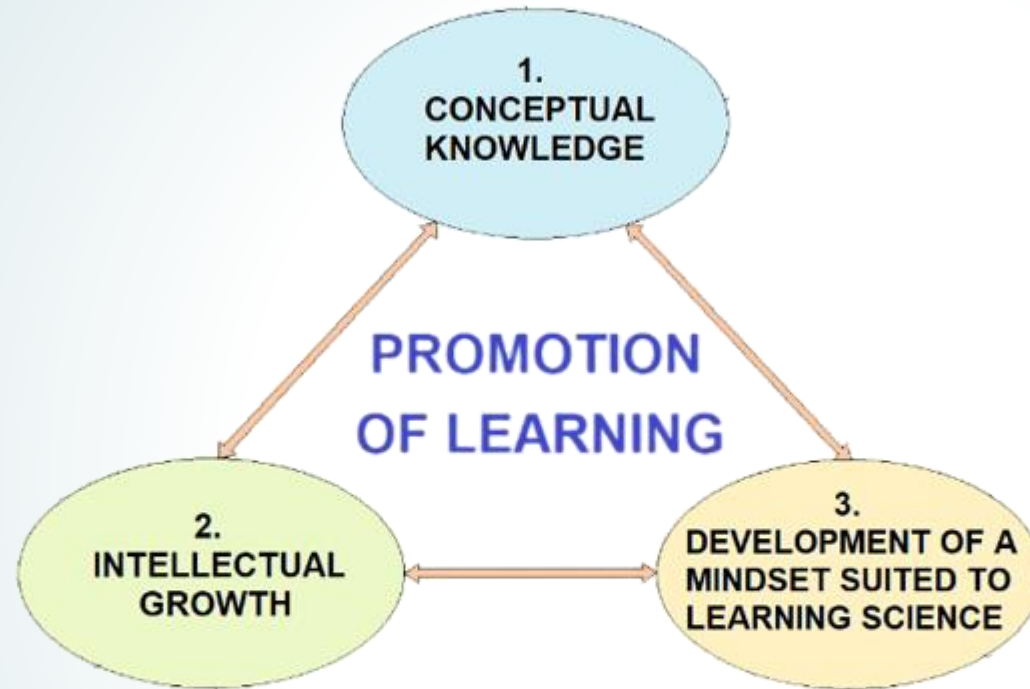 1.
CONCEPTUAL
KNOWLEDGE
PROMOTION
OF LEARNING
2.
INTELLECTUAL
GROWTH
3.
DEVELOPMENT OF A
MINDSET SUITED TO
LEARNING SCIENCE